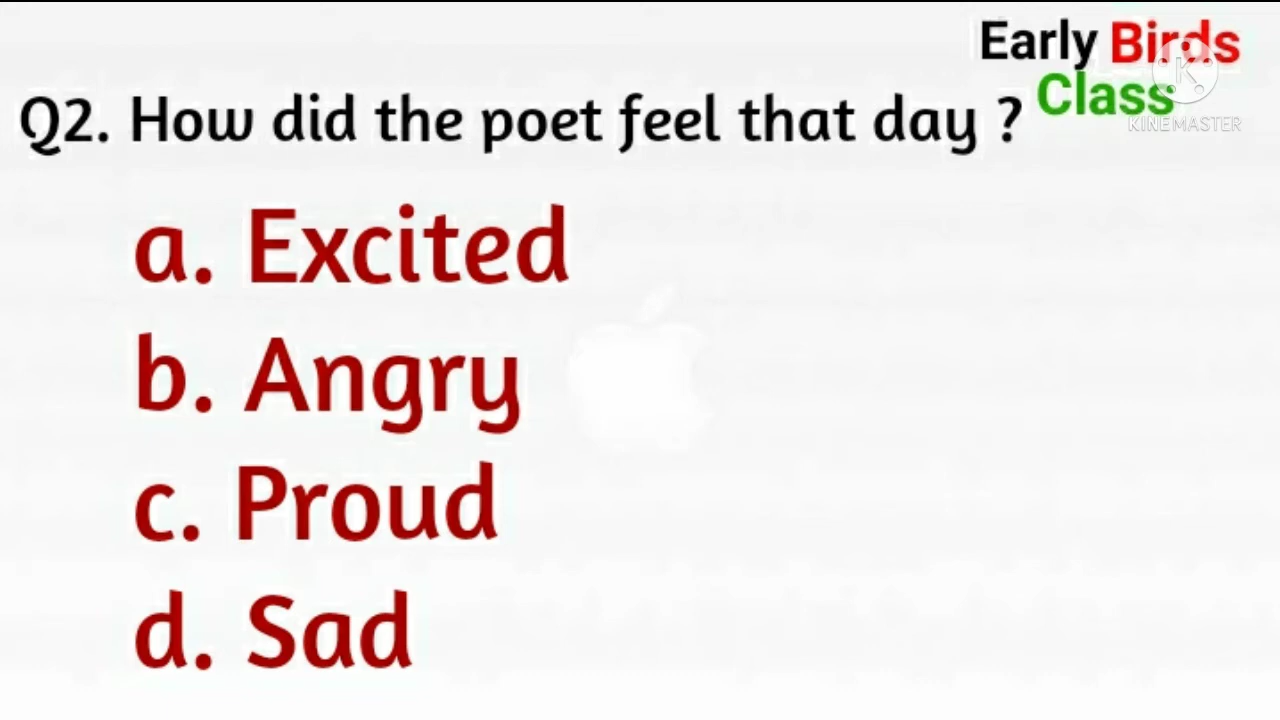 Early Birds
Class
KINEMASTER
Q2. How did the poet feel that day ?
a. Excited
b. Angry
c. Proud
d. Sad